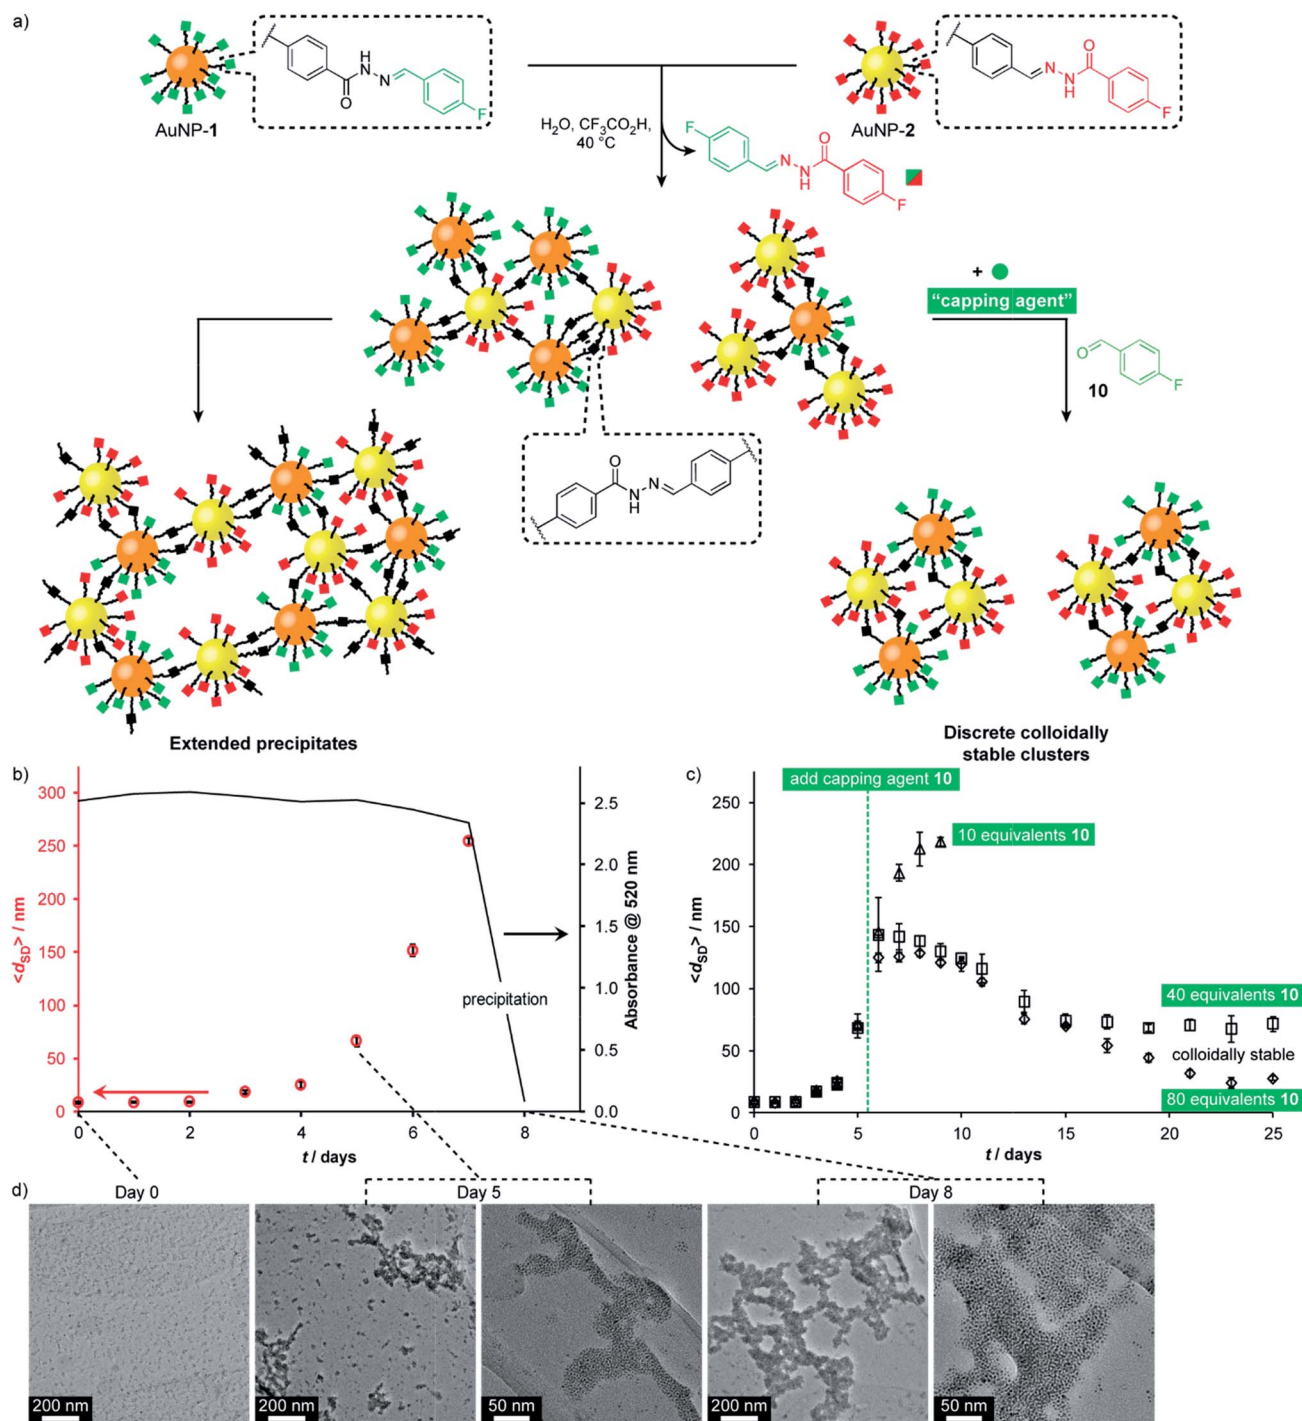 a)
AuNP-1
H
N
N
O
F
H₂O, CF₃CO₂H,
40 °C
F
N
N
H
O
F
AuNP-2
N
N
H
O
F
+
"capping agent"
O
10
F
O
N
H
N
Extended precipitates
Discrete colloidally
stable clusters
b)
300
250
200
150
100
50
0
<d_SD> / nm
2.5
2.0
1.5
1.0
0.5
0.0
Absorbance @ 520 nm
precipitation
0 2 4 6 8
t / days
c)
add capping agent 10
10 equivalents 10
40 equivalents 10
colloidally stable
80 equivalents 10
250
200
150
100
50
0
<d_SD> / nm
0 5 10 15 20 25
t / days
d)
Day 0
Day 5
Day 8
200 nm
200 nm
50 nm
200 nm
50 nm